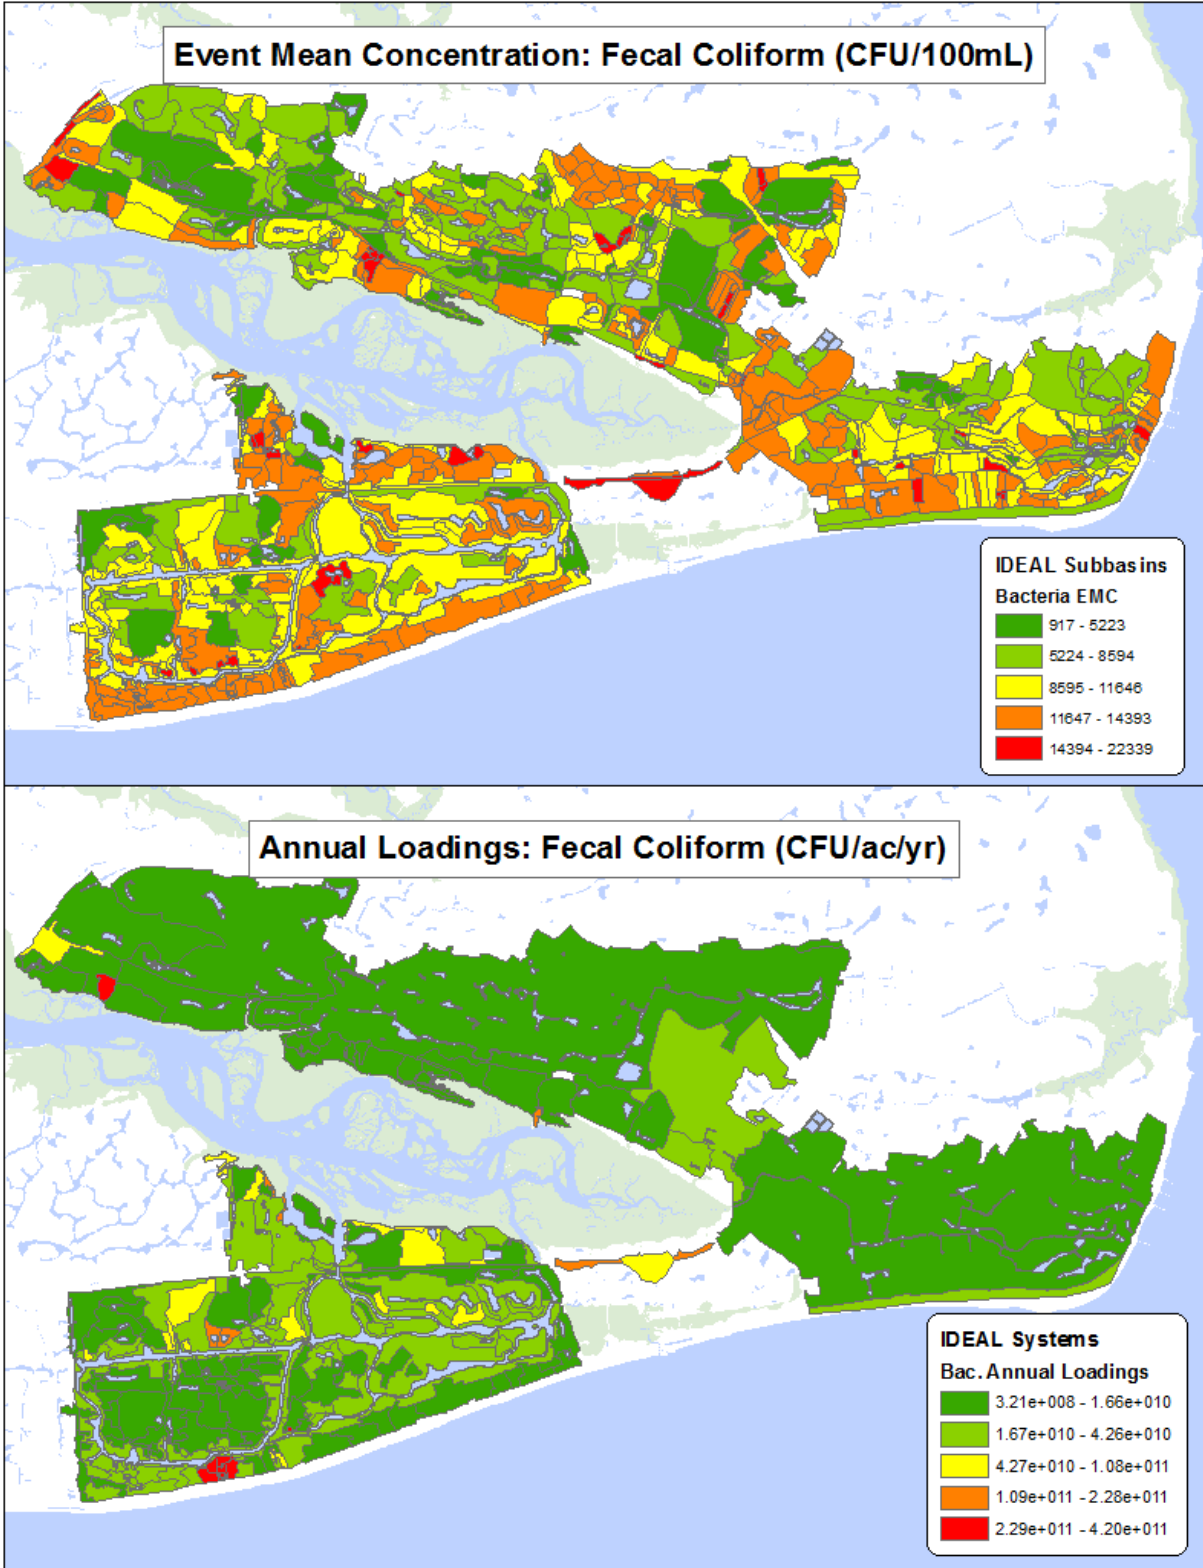 Event Mean Concentration: Fecal Coliform (CFU/100mL)
IDEAL Subbasins
Bacteria EMC
917 - 5223
5224 - 8594
8595 - 11646
11647 - 14393
14394 - 22339
Annual Loadings: Fecal Coliform (CFU/ac/yr)
IDEAL Systems
Bac. Annual Loadings
3.21e+008 - 1.66e+010
1.67e+010 - 4.26e+010
4.27e+010 - 1.08e+011
1.09e+011 - 2.28e+011
2.29e+011 - 4.20e+011